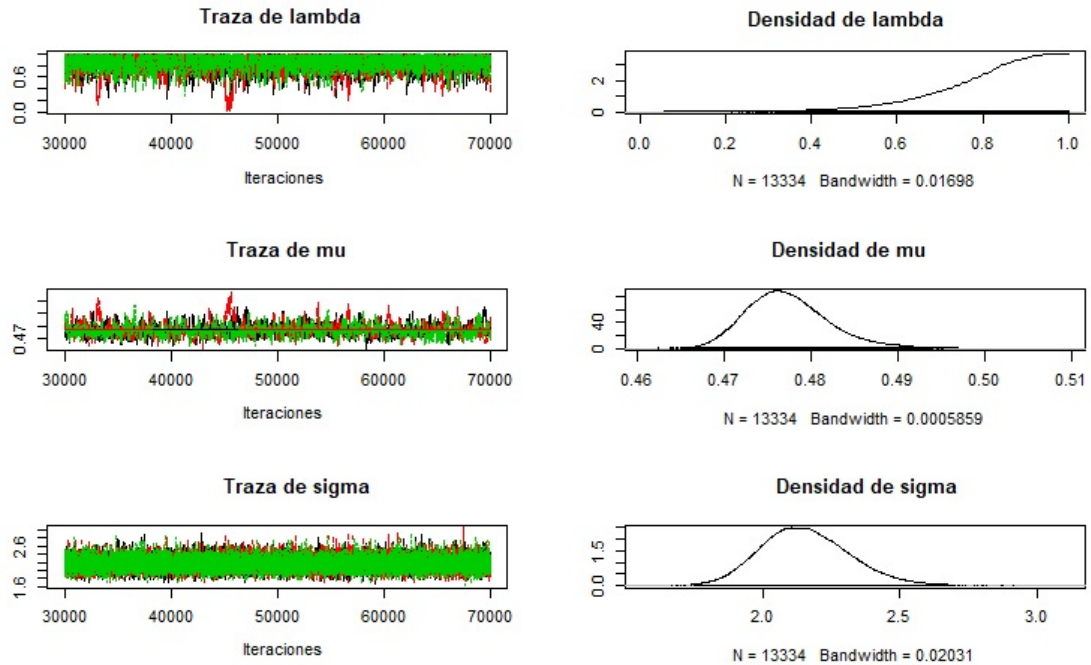 Traza de lambda
0.0 0.6
30000 40000 50000 60000 70000
Iteraciones
Densidad de lambda
0 2
0.0 0.2 0.4 0.6 0.8 1.0
N = 13334 Bandwidth = 0.01698
Traza de mu
0.47
30000 40000 50000 60000 70000
Iteraciones
Densidad de mu
0 40
0.46 0.47 0.48 0.49 0.50 0.51
N = 13334 Bandwidth = 0.0005859
Traza de sigma
1.6 2.6
30000 40000 50000 60000 70000
Iteraciones
Densidad de sigma
0.0 1.5
2.0 2.5 3.0
N = 13334 Bandwidth = 0.02031